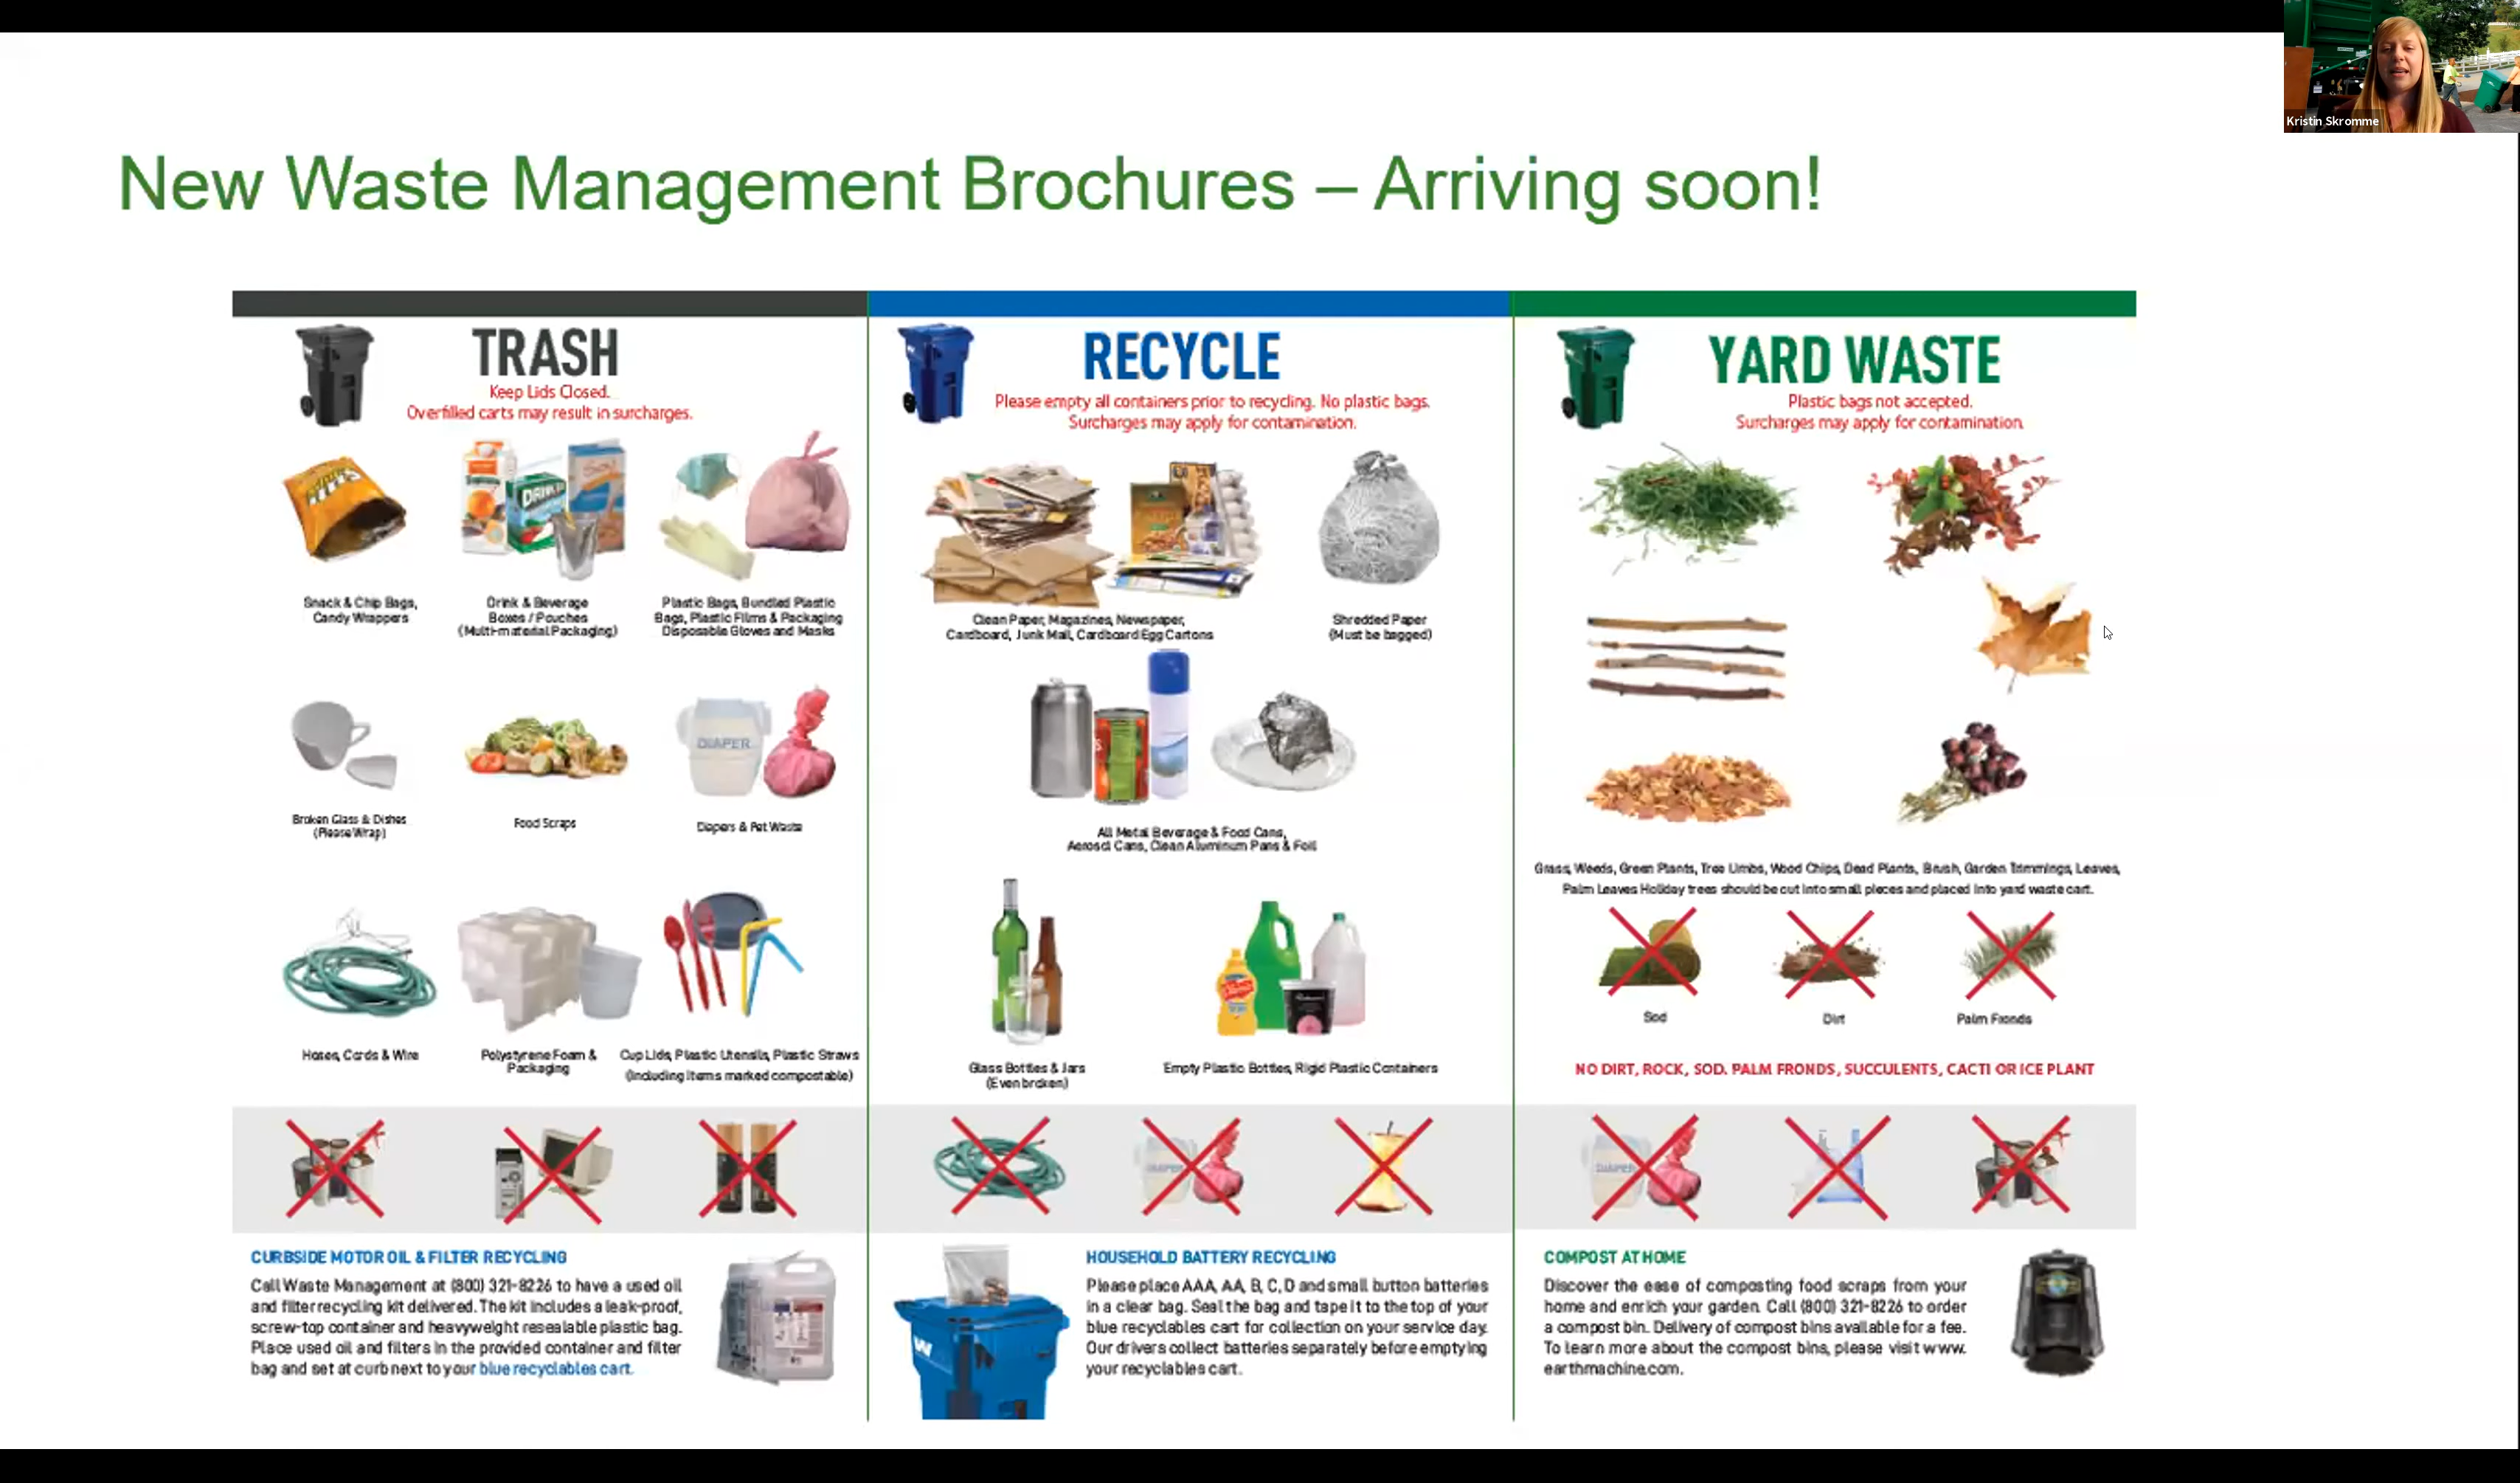 Kristin Skromme
New Waste Management Brochures – Arriving soon!
TRASH
Keep Lids Closed.
Overfilled carts may result in surcharges.
Snack & Chip Bags,
Candy Wrappers
Drink & Beverage
Boxes / Pouches
(Multi-material Packaging)
Plastic Bags, Bundled Plastic
Bags, Plastic Films & Packaging
Disposable Gloves and Masks
DIAPER
Broken Glass & Dishes
(Please Wrap)
Food Scraps
Diapers & Pet Waste
Hoses, Cords & Wire
Polystyrene Foam &
Packaging
Cup Lids, Plastic Utensils, Plastic Straws
(Including items marked compostable)
CURBSIDE MOTOR OIL & FILTER RECYCLING
Call Waste Management at (800) 321-8226 to have a used oil
and filter recycling kit delivered. The kit includes a leak-proof,
screw-top container and heavyweight resealable plastic bag.
Place used oil and filters in the provided container and filter
bag and set at curb next to your blue recyclables cart.
RECYCLE
Please empty all containers prior to recycling. No plastic bags.
Surcharges may apply for contamination.
Clean Paper, Magazines, Newspaper,
Cardboard, Junk Mail, Cardboard Egg Cartons
Shredded Paper
(Must be bagged)
All Metal Beverage & Food Cans,
Aerosol Cans, Clean Aluminum Pans & Foil
Glass Bottles & Jars
(Even broken)
Empty Plastic Bottles, Rigid Plastic Containers
DIAPER
HOUSEHOLD BATTERY RECYCLING
Please place AAA, AA, B, C, D and small button batteries
in a clear bag. Seal the bag and tape it to the top of your
blue recyclables cart for collection on your service day.
Our drivers collect batteries separately before emptying
your recyclables cart.
YARD WASTE
Plastic bags not accepted.
Surcharges may apply for contamination.
Grass, Weeds, Green Plants, Tree Limbs, Wood Chips, Dead Plants, Brush, Garden Trimmings, Leaves,
Palm Leaves Holiday trees should be cut into small pieces and placed into yard waste cart.
Sod
Dirt
Palm Fronds
NO DIRT, ROCK, SOD. PALM FRONDS, SUCCULENTS, CACTI OR ICE PLANT
DIAPER
COMPOST AT HOME
Discover the ease of composting food scraps from your
home and enrich your garden. Call (800) 321-8226 to order
a compost bin. Delivery of compost bins available for a fee.
To learn more about the compost bins, please visit www.
earthmachine.com.